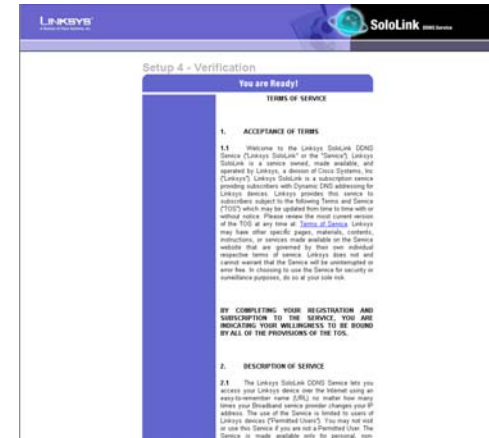 LINKSYS®
A Division of Cisco Systems, Inc.
SoloLink DDNS Service
Setup 4 - Verification
You are Ready!
TERMS OF SERVICE
1. ACCEPTANCE OF TERMS
1.1 Welcome to the Linksys SoloLink DDNS
Service ("Linksys SoloLink" or the "Service"). Linksys
SoloLink is a service owned, made available, and
operated by Linksys, a division of Cisco Systems, Inc
("Linksys"). Linksys SoloLink is a subscription service
providing subscribers with Dynamic DNS addressing for
Linksys devices. Linksys provides this service to
subscribers subject to the following Terms and Service
("TOS") which may be updated from time to time with or
without notice. Please review the most current version
of the TOS at any time at: Terms of Service. Linksys
may have other specific pages, materials, contents,
instructions, or services made available on the Service
website that are governed by their own individual
respective terms of service. Linksys does not and
cannot warrant that the Service will be uninterrupted or
error free. In choosing to use the Service for security or
surveillance purposes, do so at your sole risk.
BY COMPLETING YOUR REGISTRATION AND
SUBSCRIPTION TO THE SERVICE, YOU ARE
INDICATING YOUR WILLINGNESS TO BE BOUND
BY ALL OF THE PROVISIONS OF THE TOS.
2. DESCRIPTION OF SERVICE
2.1 The Linksys SoloLink DDNS Service lets you
access your Linksys device over the Internet using an
easy-to-remember name (URL) no matter how many
times your Broadband service provider changes your IP
address. The use of the Service is limited to users of
Linksys devices ("Permitted Users"). You may not visit
or use this Service if you are not a Permitted User. The
Service is made available only for personal, non-